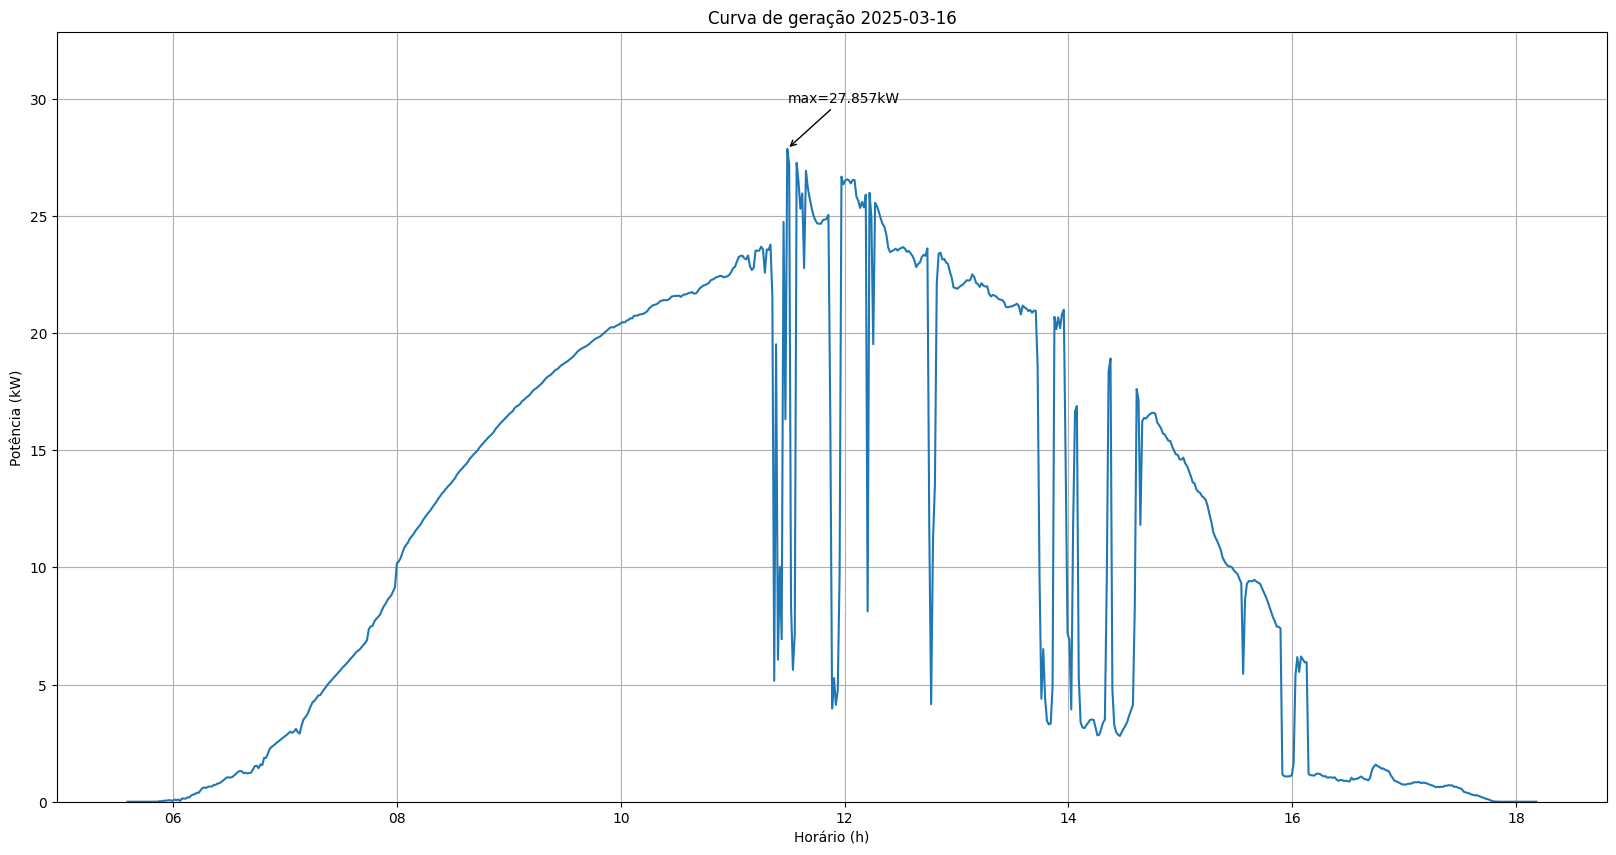 Curva de geração 2025-03-16
max=27.857kW
Potência (kW)
30
25
20
15
10
5
0
06 08 10 12 14 16 18
Horário (h)